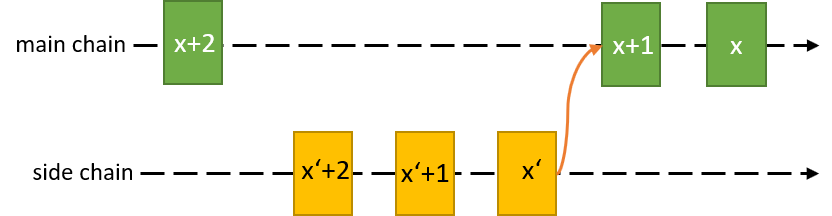 main chain x+2 x+1 x
side chain x‘+2 x‘+1 x‘